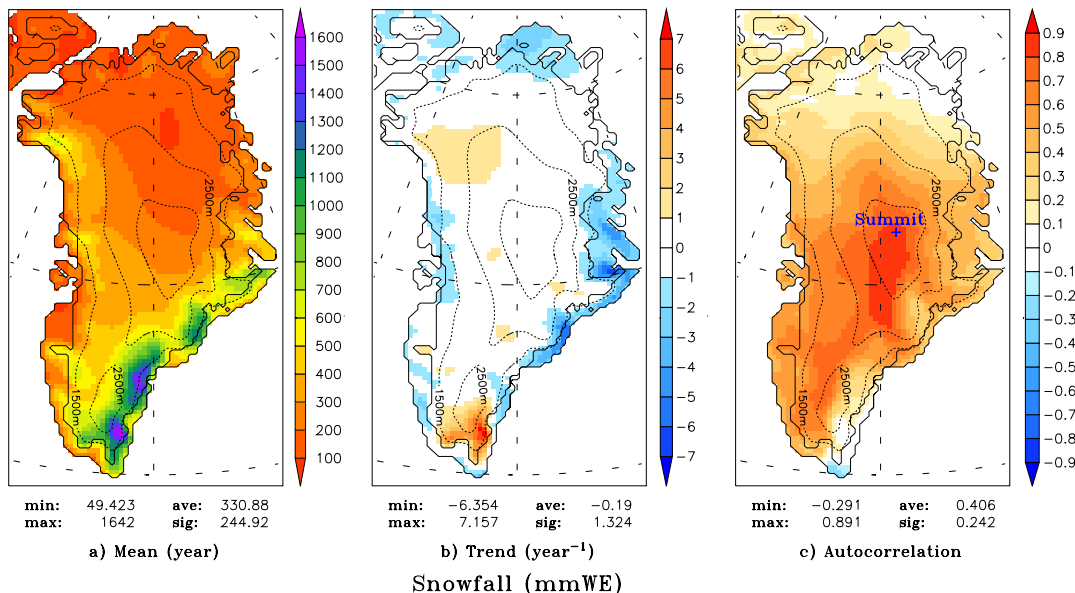 1600
1500
1400
1300
1200
1100
1000
900
800
700
600
500
400
300
200
100
2500m
2500m
1500m
min: 49.423 ave: 330.88
max: 1642 sig: 244.92
a) Mean (year)
7
6
5
4
3
2
1
0
−1
−2
−3
−4
−5
−6
−7
2500m
2500m
1500m
min: −6.354 ave: −0.19
max: 7.157 sig: 1.324
b) Trend (year⁻¹)
0.9
0.8
0.7
0.6
0.5
0.4
0.3
0.2
0.1
0
−0.1
−0.2
−0.3
−0.4
−0.5
−0.6
−0.7
−0.8
−0.9
2500m
Summit
2500m
1500m
min: −0.291 ave: 0.406
max: 0.891 sig: 0.242
c) Autocorrelation
Snowfall (mmWE)